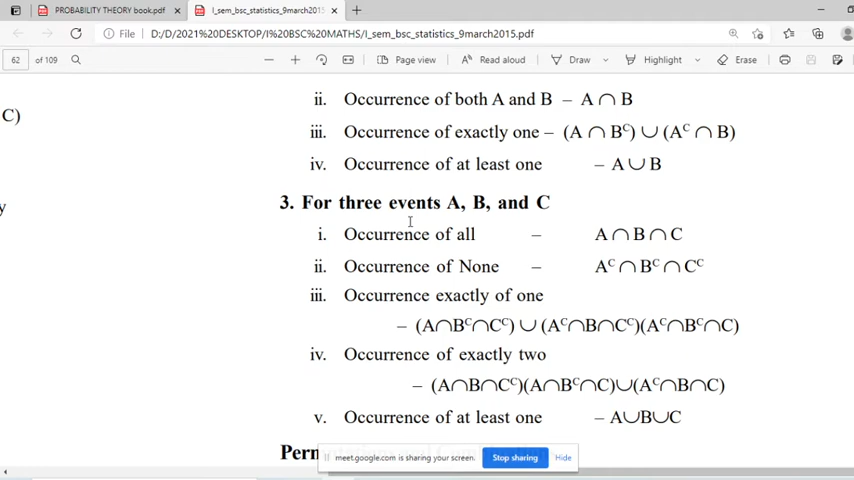 PROBABILITY THEORY book.pdf
I_sem_bsc_statistics_9march2015.
File
D:/D/2021%20DESKTOP/I%20BSC%20MATHS/I_sem_bsc_statistics_9march2015.pdf
62 of 109
Page view
Read aloud
Draw
Highlight
Erase
ii. Occurrence of both A and B – A ∩ B
C)
iii. Occurrence of exactly one – (A ∩ Bᶜ) ∪ (Aᶜ ∩ B)
iv. Occurrence of at least one – A ∪ B
y
3. For three events A, B, and C
i. Occurrence of all – A ∩ B ∩ C
ii. Occurrence of None – Aᶜ ∩ Bᶜ ∩ Cᶜ
iii. Occurrence exactly of one
– (A∩Bᶜ∩Cᶜ) ∪ (Aᶜ∩B∩Cᶜ)(Aᶜ∩Bᶜ∩C)
iv. Occurrence of exactly two
– (A∩B∩Cᶜ)(A∩Bᶜ∩C)∪(Aᶜ∩B∩C)
v. Occurrence of at least one – A∪B∪C
meet.google.com is sharing your screen.
Stop sharing
Hide